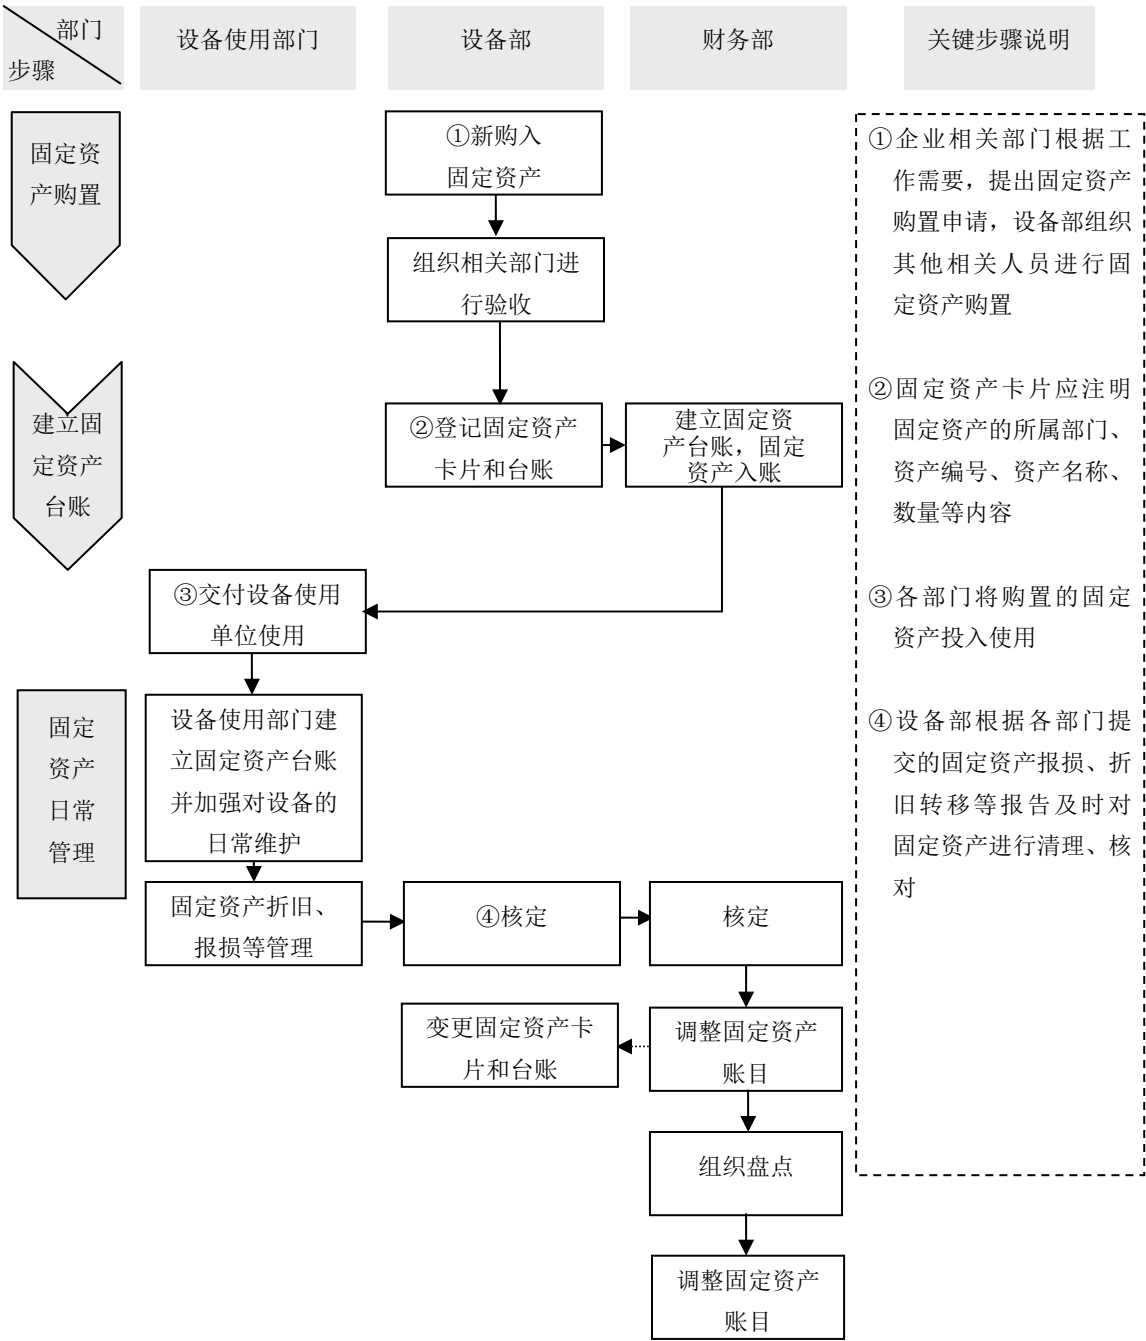 部门
步骤
设备使用部门
设备部
财务部
关键步骤说明
固定资
产购置
①新购入
固定资产
组织相关部门进
行验收
建立固
定资产
台账
②登记固定资产
卡片和台账
建立固定资
产台账，固定
资产入账
③交付设备使用
单位使用
固定
资产
日常
管理
设备使用部门建
立固定资产台账
并加强对设备的
日常维护
固定资产折旧、
报损等管理
④核定
核定
变更固定资产卡
片和台账
调整固定资产
账目
组织盘点
调整固定资产
账目
①企业相关部门根据工
作需要，提出固定资产
购置申请，设备部组织
其他相关人员进行固
定资产购置
②固定资产卡片应注明
固定资产的所属部门、
资产编号、资产名称、
数量等内容
③各部门将购置的固定
资产投入使用
④设备部根据各部门提
交的固定资产报损、折
旧转移等报告及时对
固定资产进行清理、核
对